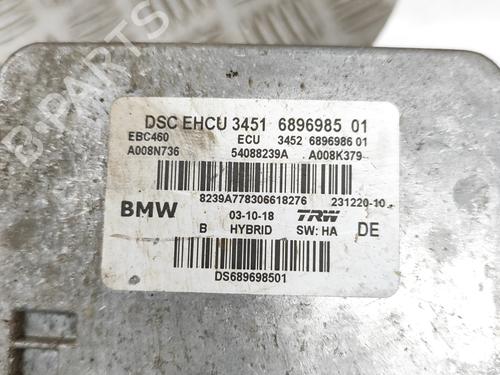 DSC EHCU 3451 6896985 01
EBC460 ECU 3452 6896986 01
A008N736 54088239A A008K379
8239A778306618276 231220-10
BMW 03-10-18 TRW
B HYBRID SW: HA DE
DS689698501